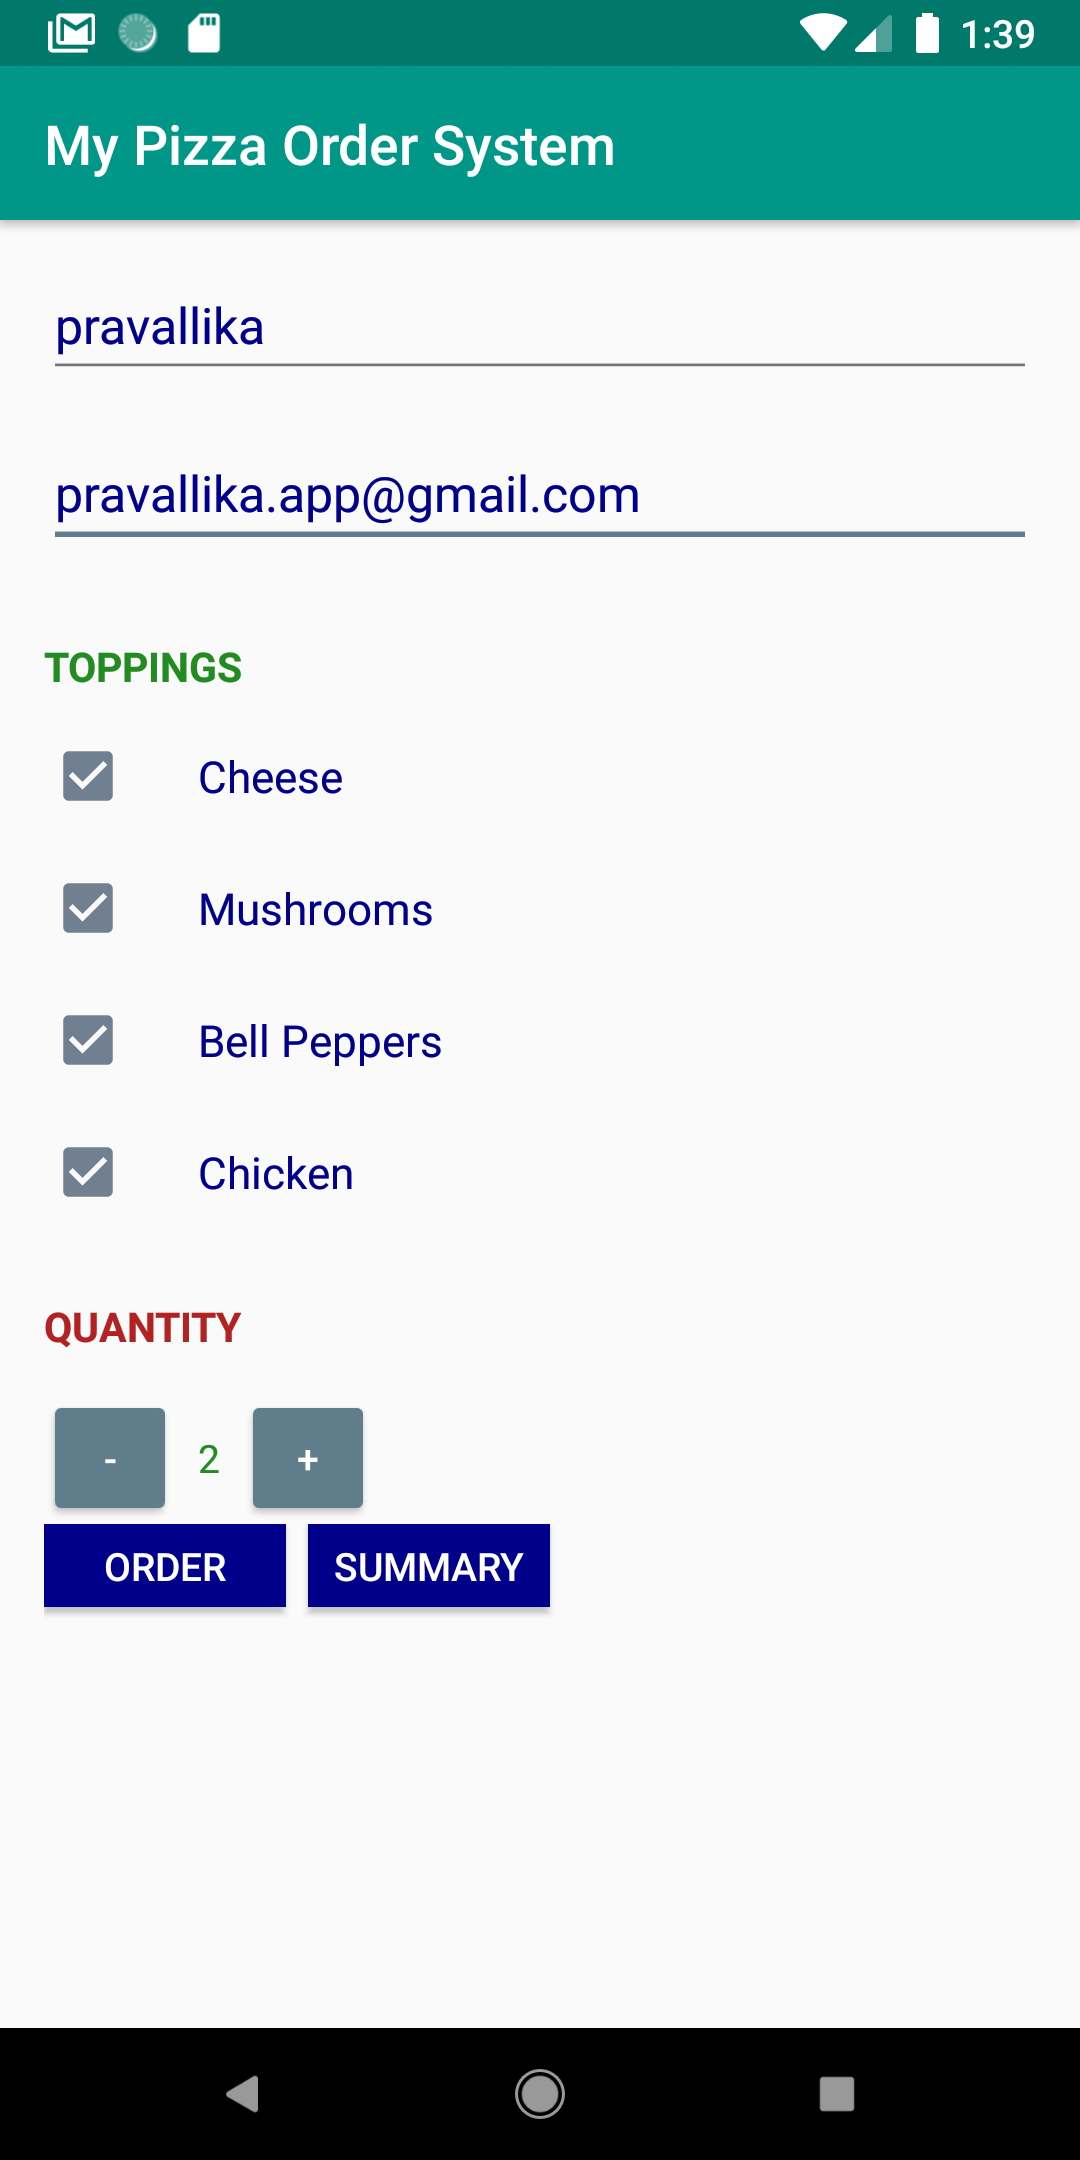 1:39
My Pizza Order System
pravallika
pravallika.app@gmail.com
TOPPINGS
Cheese
Mushrooms
Bell Peppers
Chicken
QUANTITY
- 2 +
ORDER SUMMARY